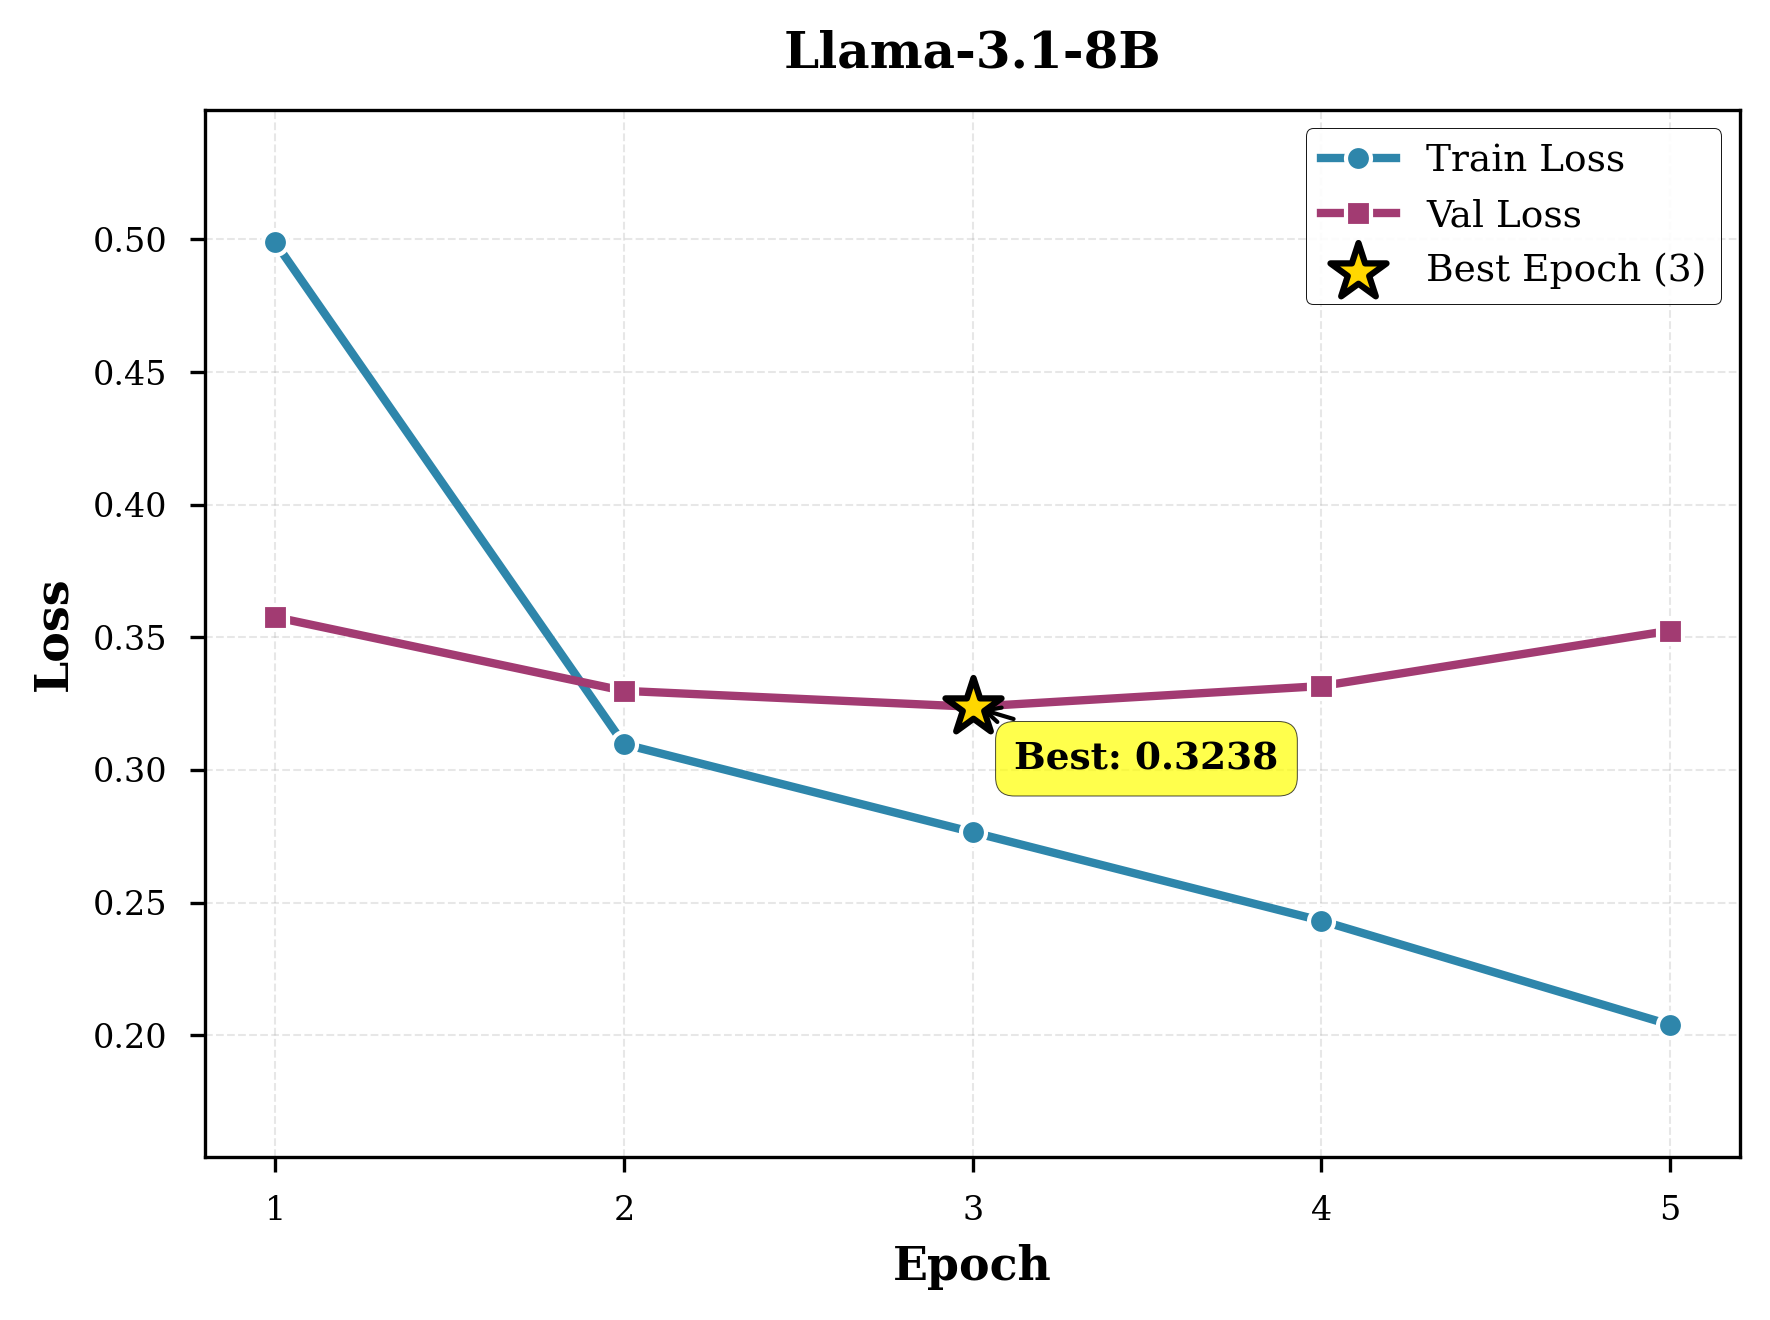 Llama-3.1-8B
Train Loss
Val Loss
Best Epoch (3)
0.50
0.45
0.40
0.35
0.30
0.25
0.20
Loss
Best: 0.3238
1 2 3 4 5
Epoch